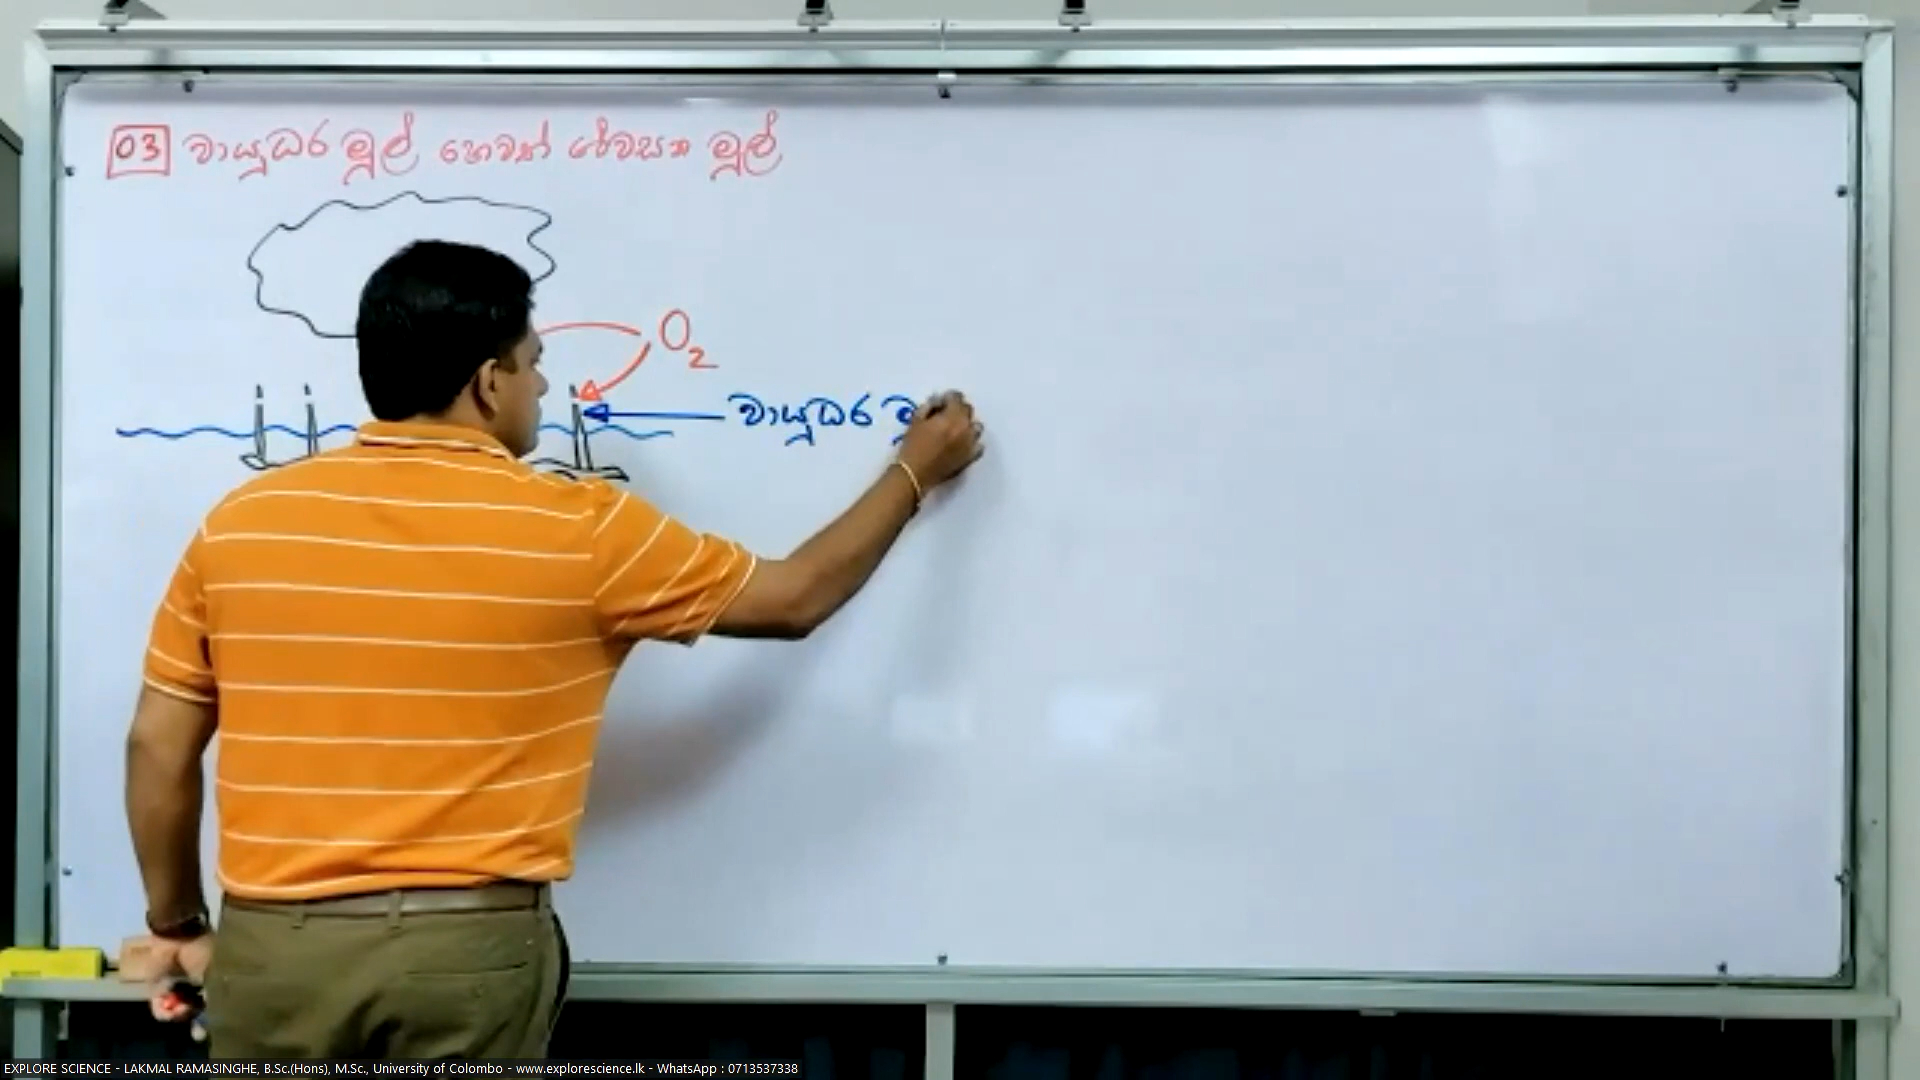 03 වායුධර මූල් හෙවත් ශ්වසන මූල්
O2
වායුධර
EXPLORE SCIENCE - LAKMAL RAMASINGHE, B.Sc.(Hons), M.Sc., University of Colombo - www.explorescience.lk - WhatsApp : 0713537338